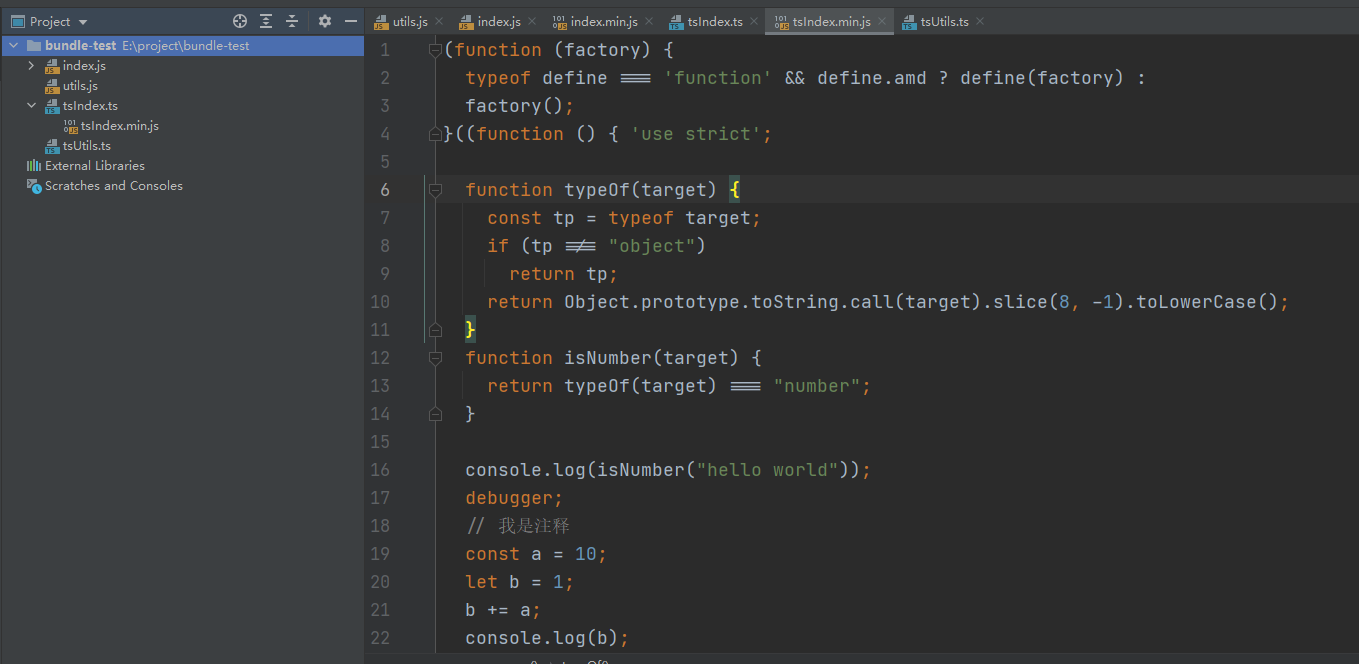 Project
utils.js
index.js
index.min.js
tsIndex.ts
tsIndex.min.js
tsUtils.ts
bundle-test E:\project\bundle-test
index.js
utils.js
tsIndex.ts
tsIndex.min.js
tsUtils.ts
External Libraries
Scratches and Consoles
1 (function (factory) {
2 typeof define === 'function' && define.amd ? define(factory) :
3 factory();
4 }((function () { 'use strict';
5
6 function typeOf(target) {
7 const tp = typeof target;
8 if (tp !== "object")
9 return tp;
10 return Object.prototype.toString.call(target).slice(8, -1).toLowerCase();
11 }
12 function isNumber(target) {
13 return typeOf(target) === "number";
14 }
15
16 console.log(isNumber("hello world"));
17 debugger;
18 // 我是注释
19 const a = 10;
20 let b = 1;
21 b += a;
22 console.log(b);